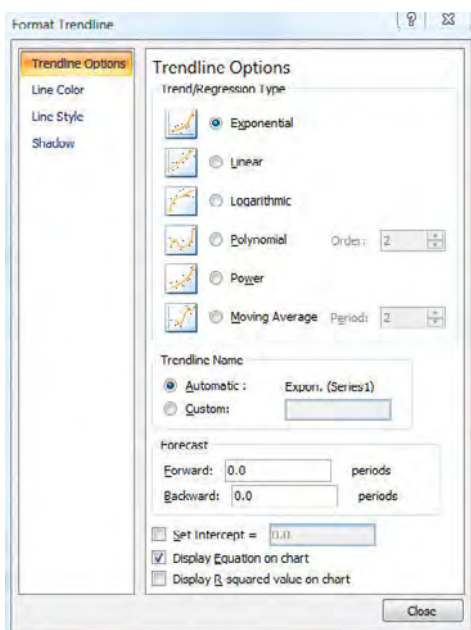 Format Trendline
Trendline Options
Line Color
Line Style
Shadow
Trendline Options
Trend/Regression Type
Exponential
Linear
Logarithmic
Polynomial Order: 2
Power
Moving Average Period: 2
Trendline Name
Automatic : Expon. (Series1)
Custom:
Forecast
Forward: 0.0 periods
Backward: 0.0 periods
Set Intercept = 0.0
Display Equation on chart
Display R-squared value on chart
Close